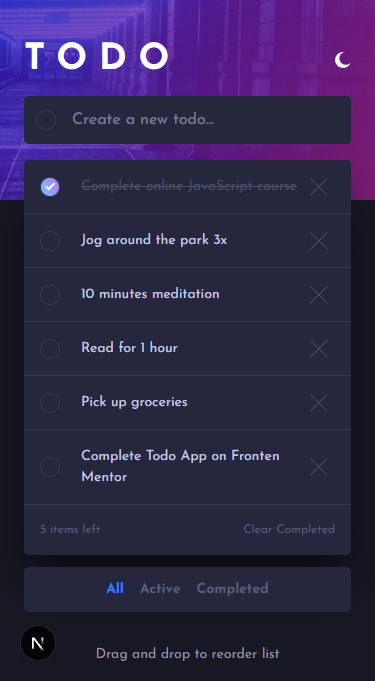 TODO
Create a new todo...
Complete online JavaScript course
Jog around the park 3x
10 minutes meditation
Read for 1 hour
Pick up groceries
Complete Todo App on Fronten
Mentor
5 items left
Clear Completed
All Active Completed
N
Drag and drop to reorder list